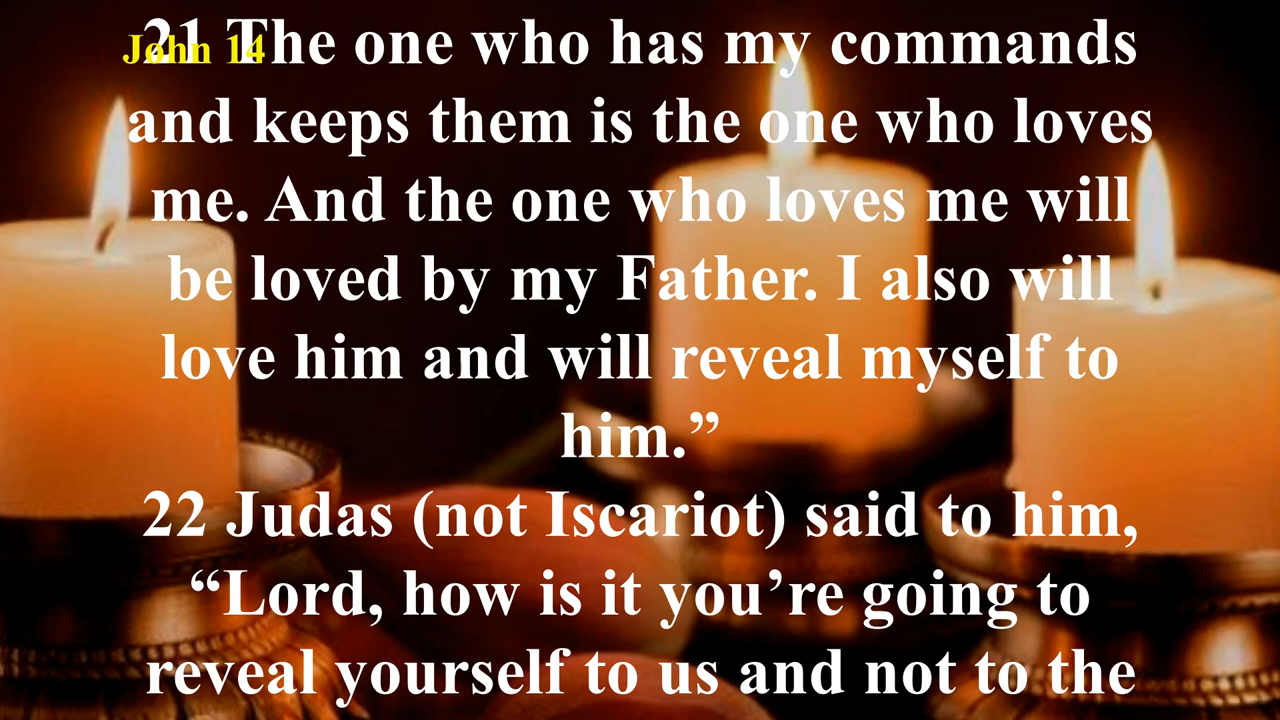 John 14
21 The one who has my commands
and keeps them is the one who loves
me. And the one who loves me will
be loved by my Father. I also will
love him and will reveal myself to
him.”
22 Judas (not Iscariot) said to him,
“Lord, how is it you’re going to
reveal yourself to us and not to the